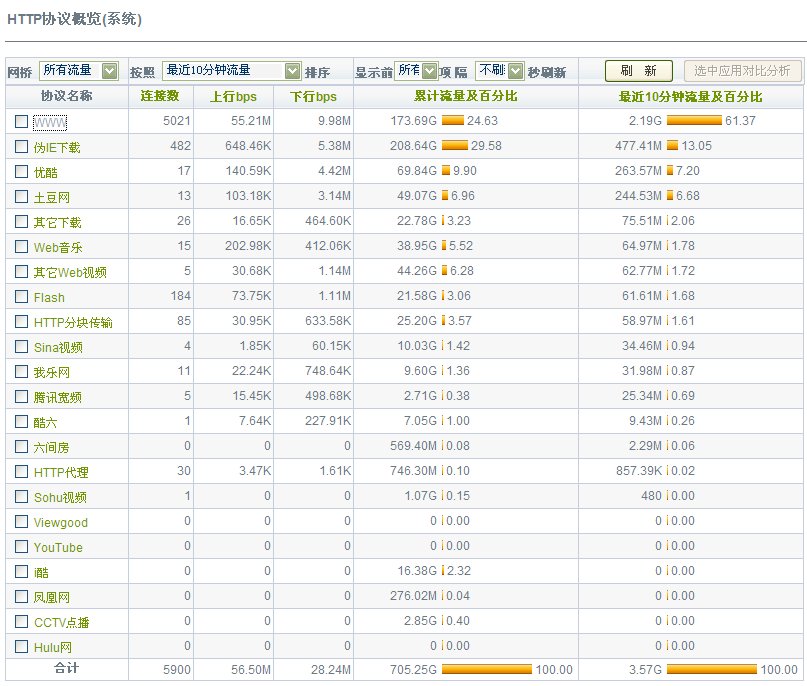 HTTP协议概览(系统)
网桥 所有流量 按照 最近10分钟流量 排序 显示前 所有 项 隔 不刷 秒刷新 刷 新 选中应用对比分析
协议名称 连接数 上行bps 下行bps 累计流量及百分比 最近10分钟流量及百分比
WWW 5021 55.21M 9.98M 173.69G 24.63 2.19G 61.37
伪IE下载 482 648.46K 5.38M 208.64G 29.58 477.41M 13.05
优酷 17 140.59K 4.42M 69.84G 9.90 263.57M 7.20
土豆网 13 103.18K 3.14M 49.07G 6.96 244.53M 6.68
其它下载 26 16.65K 464.60K 22.78G 3.23 75.51M 2.06
Web音乐 15 202.98K 412.06K 38.95G 5.52 64.97M 1.78
其它Web视频 5 30.68K 1.14M 44.26G 6.28 62.77M 1.72
Flash 184 73.75K 1.11M 21.58G 3.06 61.61M 1.68
HTTP分块传输 85 30.95K 633.58K 25.20G 3.57 58.97M 1.61
Sina视频 4 1.85K 60.15K 10.03G 1.42 34.46M 0.94
我乐网 11 22.24K 748.64K 9.60G 1.36 31.98M 0.87
腾讯宽频 5 15.45K 498.68K 2.71G 0.38 25.34M 0.69
酷六 1 7.64K 227.91K 7.05G 1.00 9.43M 0.26
六间房 0 0 0 569.40M 0.08 2.29M 0.06
HTTP代理 30 3.47K 1.61K 746.30M 0.10 857.39K 0.02
Sohu视频 1 0 0 1.07G 0.15 480 0.00
Viewgood 0 0 0 0 0.00 0 0.00
YouTube 0 0 0 0 0.00 0 0.00
i酷 0 0 0 16.38G 2.32 0 0.00
凤凰网 0 0 0 276.02M 0.04 0 0.00
CCTV点播 0 0 0 2.85G 0.40 0 0.00
Hulu网 0 0 0 0 0.00 0 0.00
合计 5900 56.50M 28.24M 705.25G 100.00 3.57G 100.00